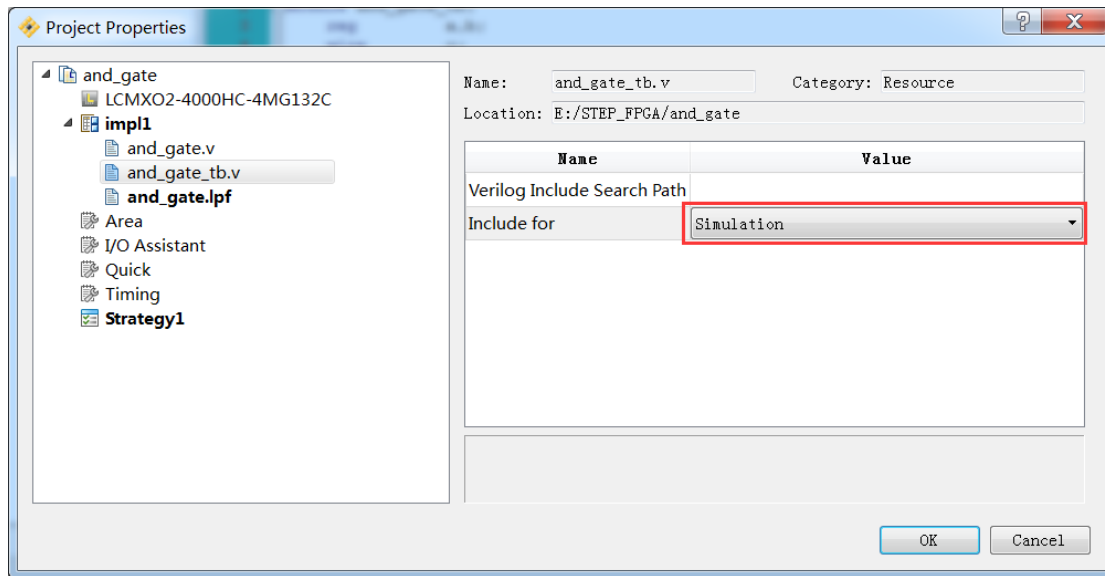 Project Properties
and_gate
LCMXO2-4000HC-4MG132C
impl1
and_gate.v
and_gate_tb.v
and_gate.lpf
Area
I/O Assistant
Quick
Timing
Strategy1
Name: and_gate_tb.v Category: Resource
Location: E:/STEP_FPGA/and_gate
Name Value
Verilog Include Search Path
Include for Simulation
OK Cancel